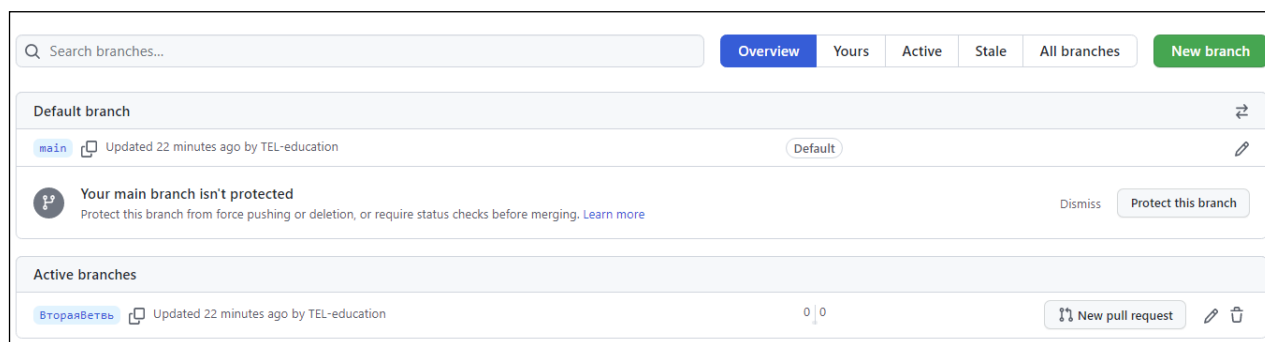 Search branches... Overview Yours Active Stale All branches New branch
Default branch
main Updated 22 minutes ago by TEL-education Default
Your main branch isn't protected
Protect this branch from force pushing or deletion, or require status checks before merging. Learn more Dismiss Protect this branch
Active branches
ВтораяВетвь Updated 22 minutes ago by TEL-education 0 0 New pull request